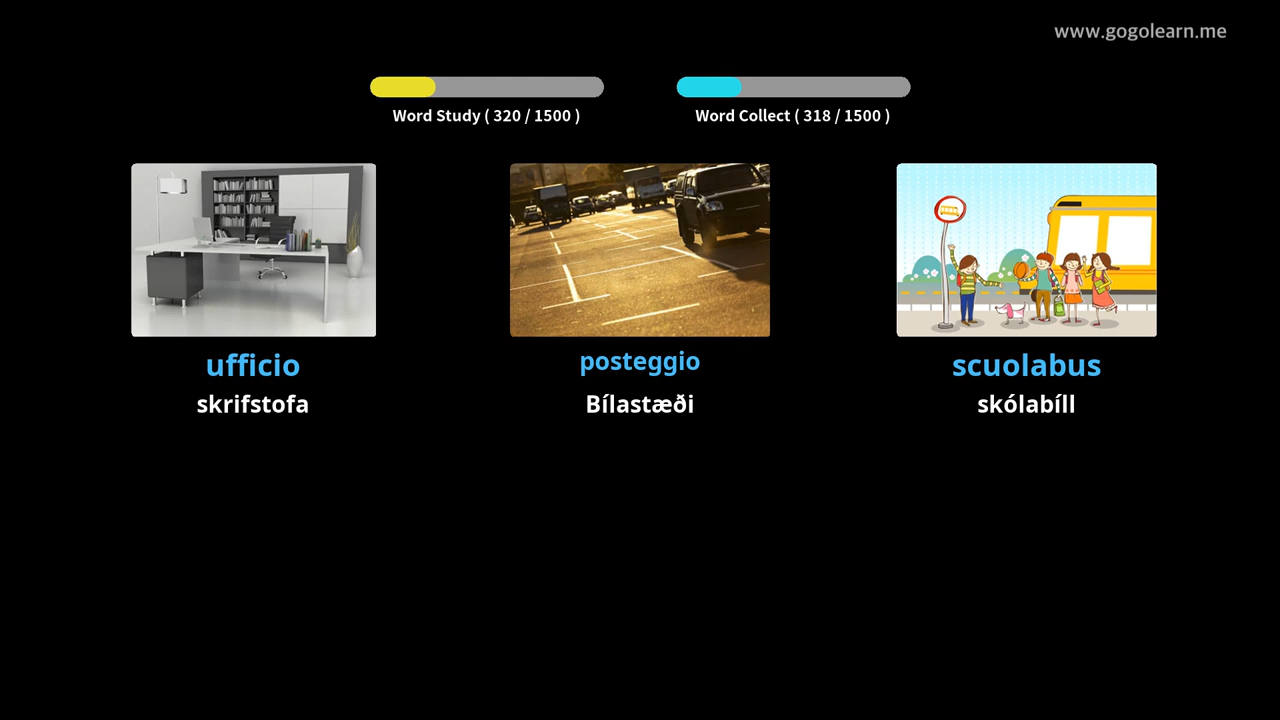 www.gogolearn.me
Word Study ( 320 / 1500 )
Word Collect ( 318 / 1500 )
ufficio
posteggio
scuolabus
skrifstofa
Bílastæði
skólabíll